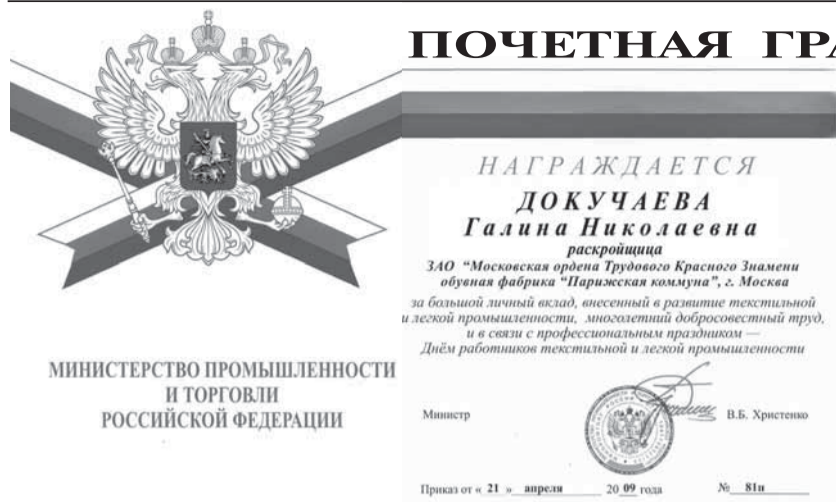 МИНИСТЕРСТВО ПРОМЫШЛЕННОСТИ
И ТОРГОВЛИ
РОССИЙСКОЙ ФЕДЕРАЦИИ
ПОЧЕТНАЯ ГРА
НАГРАЖДАЕТСЯ
ДОКУЧАЕВА
Галина Николаевна
раскройщица
ЗАО "Московская ордена Трудового Красного Знамени
обувная фабрика "Парижская коммуна", г. Москва
за большой личный вклад, внесенный в развитие текстильной
и легкой промышленности, многолетний добросовестный труд,
и в связи с профессиональным праздником —
Днём работников текстильной и легкой промышленности
Министр В.Б. Христенко
Приказ от « 21 » апреля 20 09 года № 81п